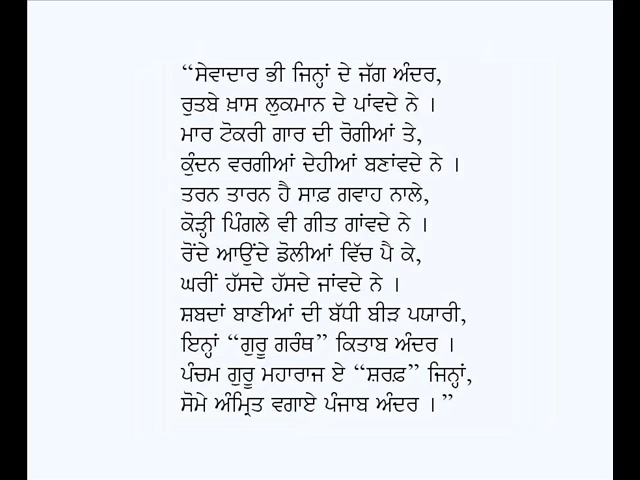 “ਸੇਵਾਦਾਰ ਭੀ ਜਿਨ੍ਹਾਂ ਦੇ ਜੱਗ ਅੰਦਰ,
ਰੁਤਬੇ ਖ਼ਾਸ ਲੁਕਮਾਨ ਦੇ ਪਾਂਵਦੇ ਨੇ ।
ਮਾਰ ਟੋਕਰੀ ਗਾਰ ਦੀ ਰੋਗੀਆਂ ਤੇ,
ਕੁੰਦਨ ਵਰਗੀਆਂ ਦੇਹੀਆਂ ਬਣਾਂਵਦੇ ਨੇ ।
ਤਰਨ ਤਾਰਨ ਹੈ ਸਾਫ਼ ਗਵਾਹ ਨਾਲੇ,
ਕੋੜ੍ਹੀ ਪਿੰਗਲੇ ਵੀ ਗੀਤ ਗਾਂਵਦੇ ਨੇ ।
ਰੋਂਦੇ ਆਉਂਦੇ ਡੋਲੀਆਂ ਵਿੱਚ ਪੈ ਕੇ,
ਘਰੀਂ ਹੱਸਦੇ ਹੱਸਦੇ ਜਾਂਵਦੇ ਨੇ ।
ਸ਼ਬਦਾਂ ਬਾਣੀਆਂ ਦੀ ਬੱਧੀ ਬੀੜ ਪਯਾਰੀ,
ਇਨ੍ਹਾਂ “ਗੁਰੂ ਗਰੰਥ” ਕਿਤਾਬ ਅੰਦਰ ।
ਪੰਚਮ ਗੁਰੂ ਮਹਾਰਾਜ ਏ “ਸ਼ਰਫ਼” ਜਿਨ੍ਹਾਂ,
ਸੋਮੇ ਅੰਮ੍ਰਿਤ ਵਗਾਏ ਪੰਜਾਬ ਅੰਦਰ ।”